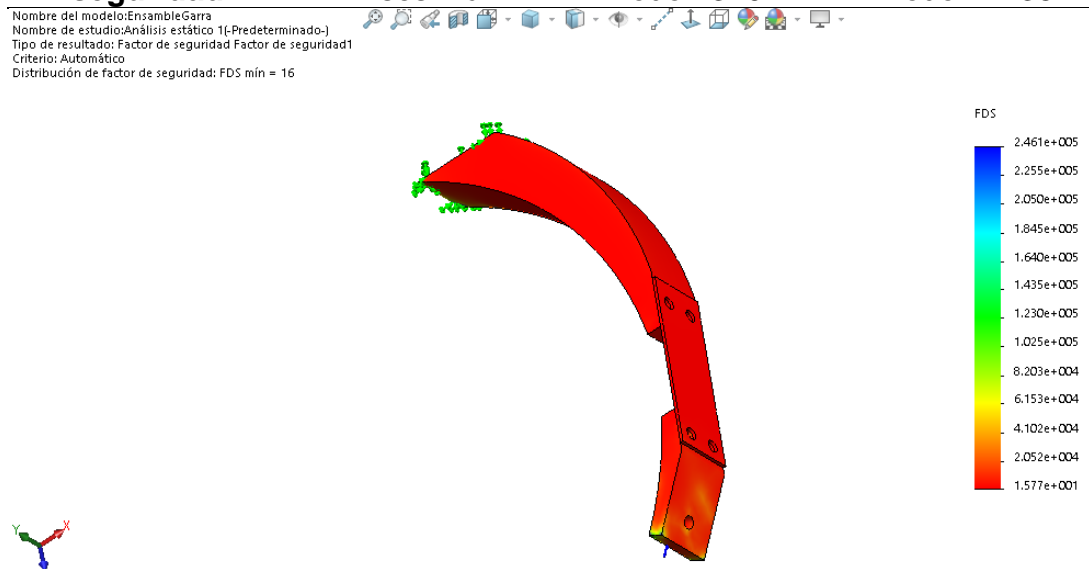 Nombre del modelo:EnsambleGarra
Nombre de estudio:Análisis estático 1(-Predeterminado-)
Tipo de resultado: Factor de seguridad Factor de seguridad1
Criterio: Automático
Distribución de factor de seguridad: FDS mín = 16
FDS
2.461e+005
2.255e+005
2.050e+005
1.845e+005
1.640e+005
1.435e+005
1.230e+005
1.025e+005
8.203e+004
6.153e+004
4.102e+004
2.052e+004
1.577e+001
Y
X